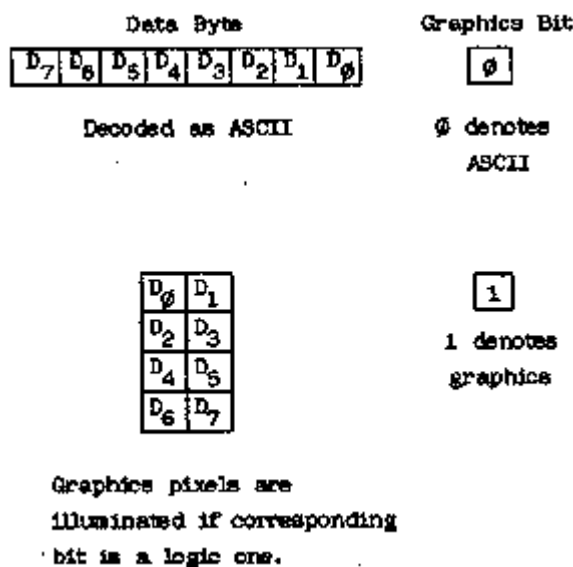 Data Byte Graphics Bit
D7 D6 D5 D4 D3 D2 D1 DØ Ø
Decoded as ASCII Ø denotes
ASCII
DØ D1 1
D2 D3 1 denotes
D4 D5 graphics
D6 D7
Graphics pixels are
illuminated if corresponding
bit is a logic one.